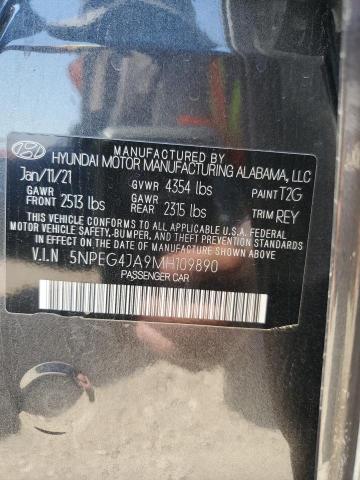 MANUFACTURED BY
HYUNDAI MOTOR MANUFACTURING ALABAMA, LLC
Jan/11/21 GVWR 4354 lbs PAINT T2G
GAWR FRONT 2513 lbs GAWR REAR 2315 lbs TRIM REY
THIS VEHICLE CONFORMS TO ALL APPLICABLE U.S. FEDERAL
MOTOR VEHICLE SAFETY, BUMPER, AND THEFT PREVENTION
STANDARDS IN EFFECT ON THE DATE OF MANUFACTURE SHOWN ABOVE.
V.I.N 5NPEG4JA9MH109890
PASSENGER CAR